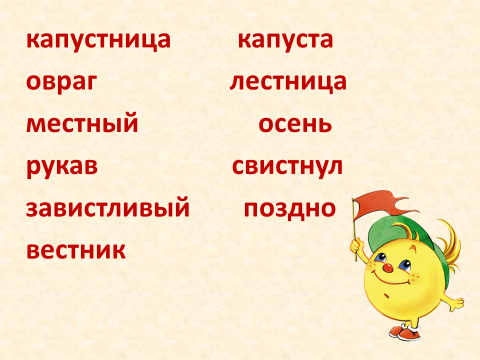 капустница капуста
овраг лестница
местный осень
рукав свистнул
завистливый поздно
вестник